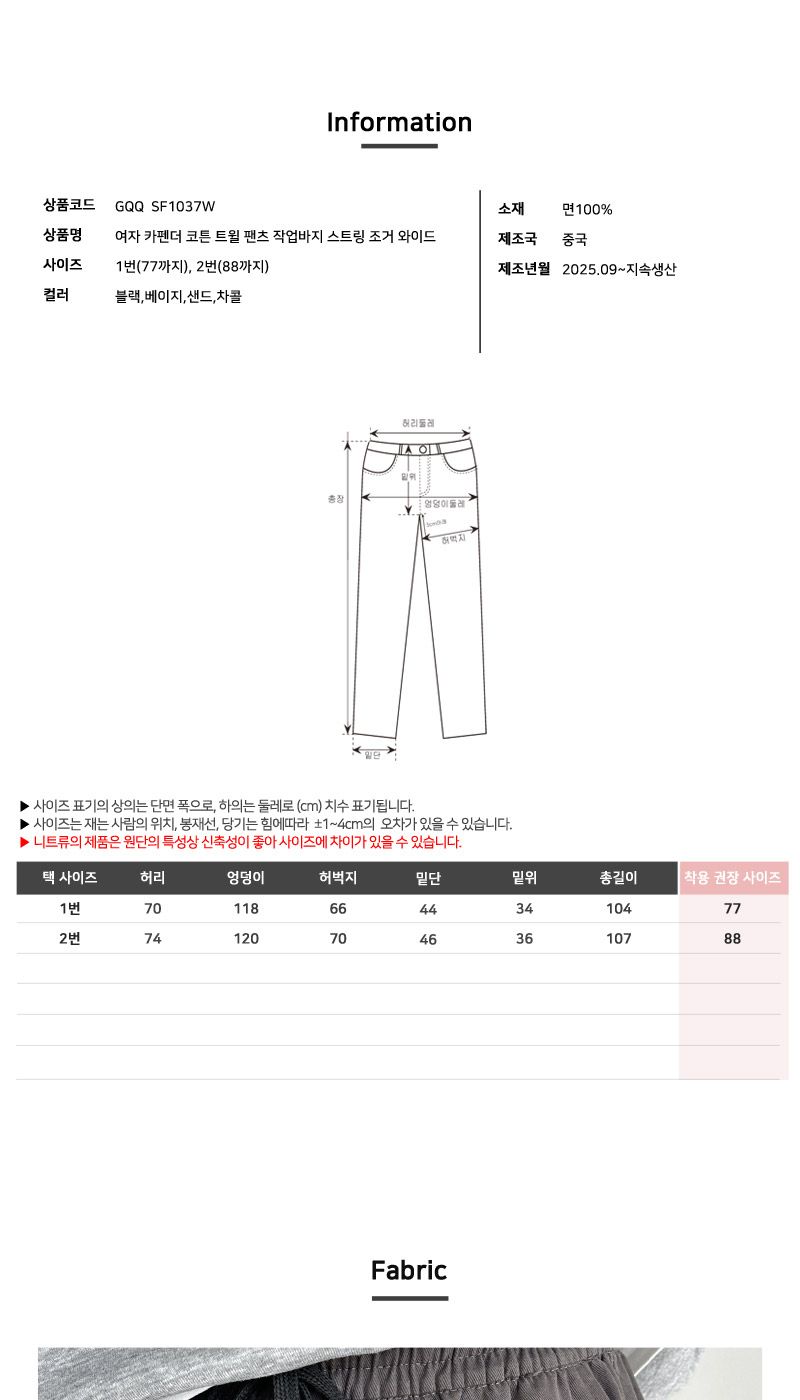 Information
상품코드 GQQ SF1037W
상품명 여자 카펜더 코튼 트윌 팬츠 작업바지 스트링 조거 와이드
사이즈 1번(77까지), 2번(88까지)
컬러 블랙,베이지,샌드,차콜
소재 면100%
제조국 중국
제조년월 2025.09~지속생산
허리둘레
밑위
총장
엉덩이둘레
허벅지
밑단
▶ 사이즈 표기의 상의는 단면 폭으로, 하의는 둘레로 (cm) 치수 표기됩니다.
▶ 사이즈는 재는 사람의 위치, 봉재선, 당기는 힘에따라 ±1~4cm의 오차가 있을 수 있습니다.
▶ 니트류의 제품은 원단의 특성상 신축성이 좋아 사이즈에 차이가 있을 수 있습니다.
택 사이즈 허리 엉덩이 허벅지 밑단 밑위 총길이 착용 권장 사이즈
1번 70 118 66 44 34 104 77
2번 74 120 70 46 36 107 88
Fabric